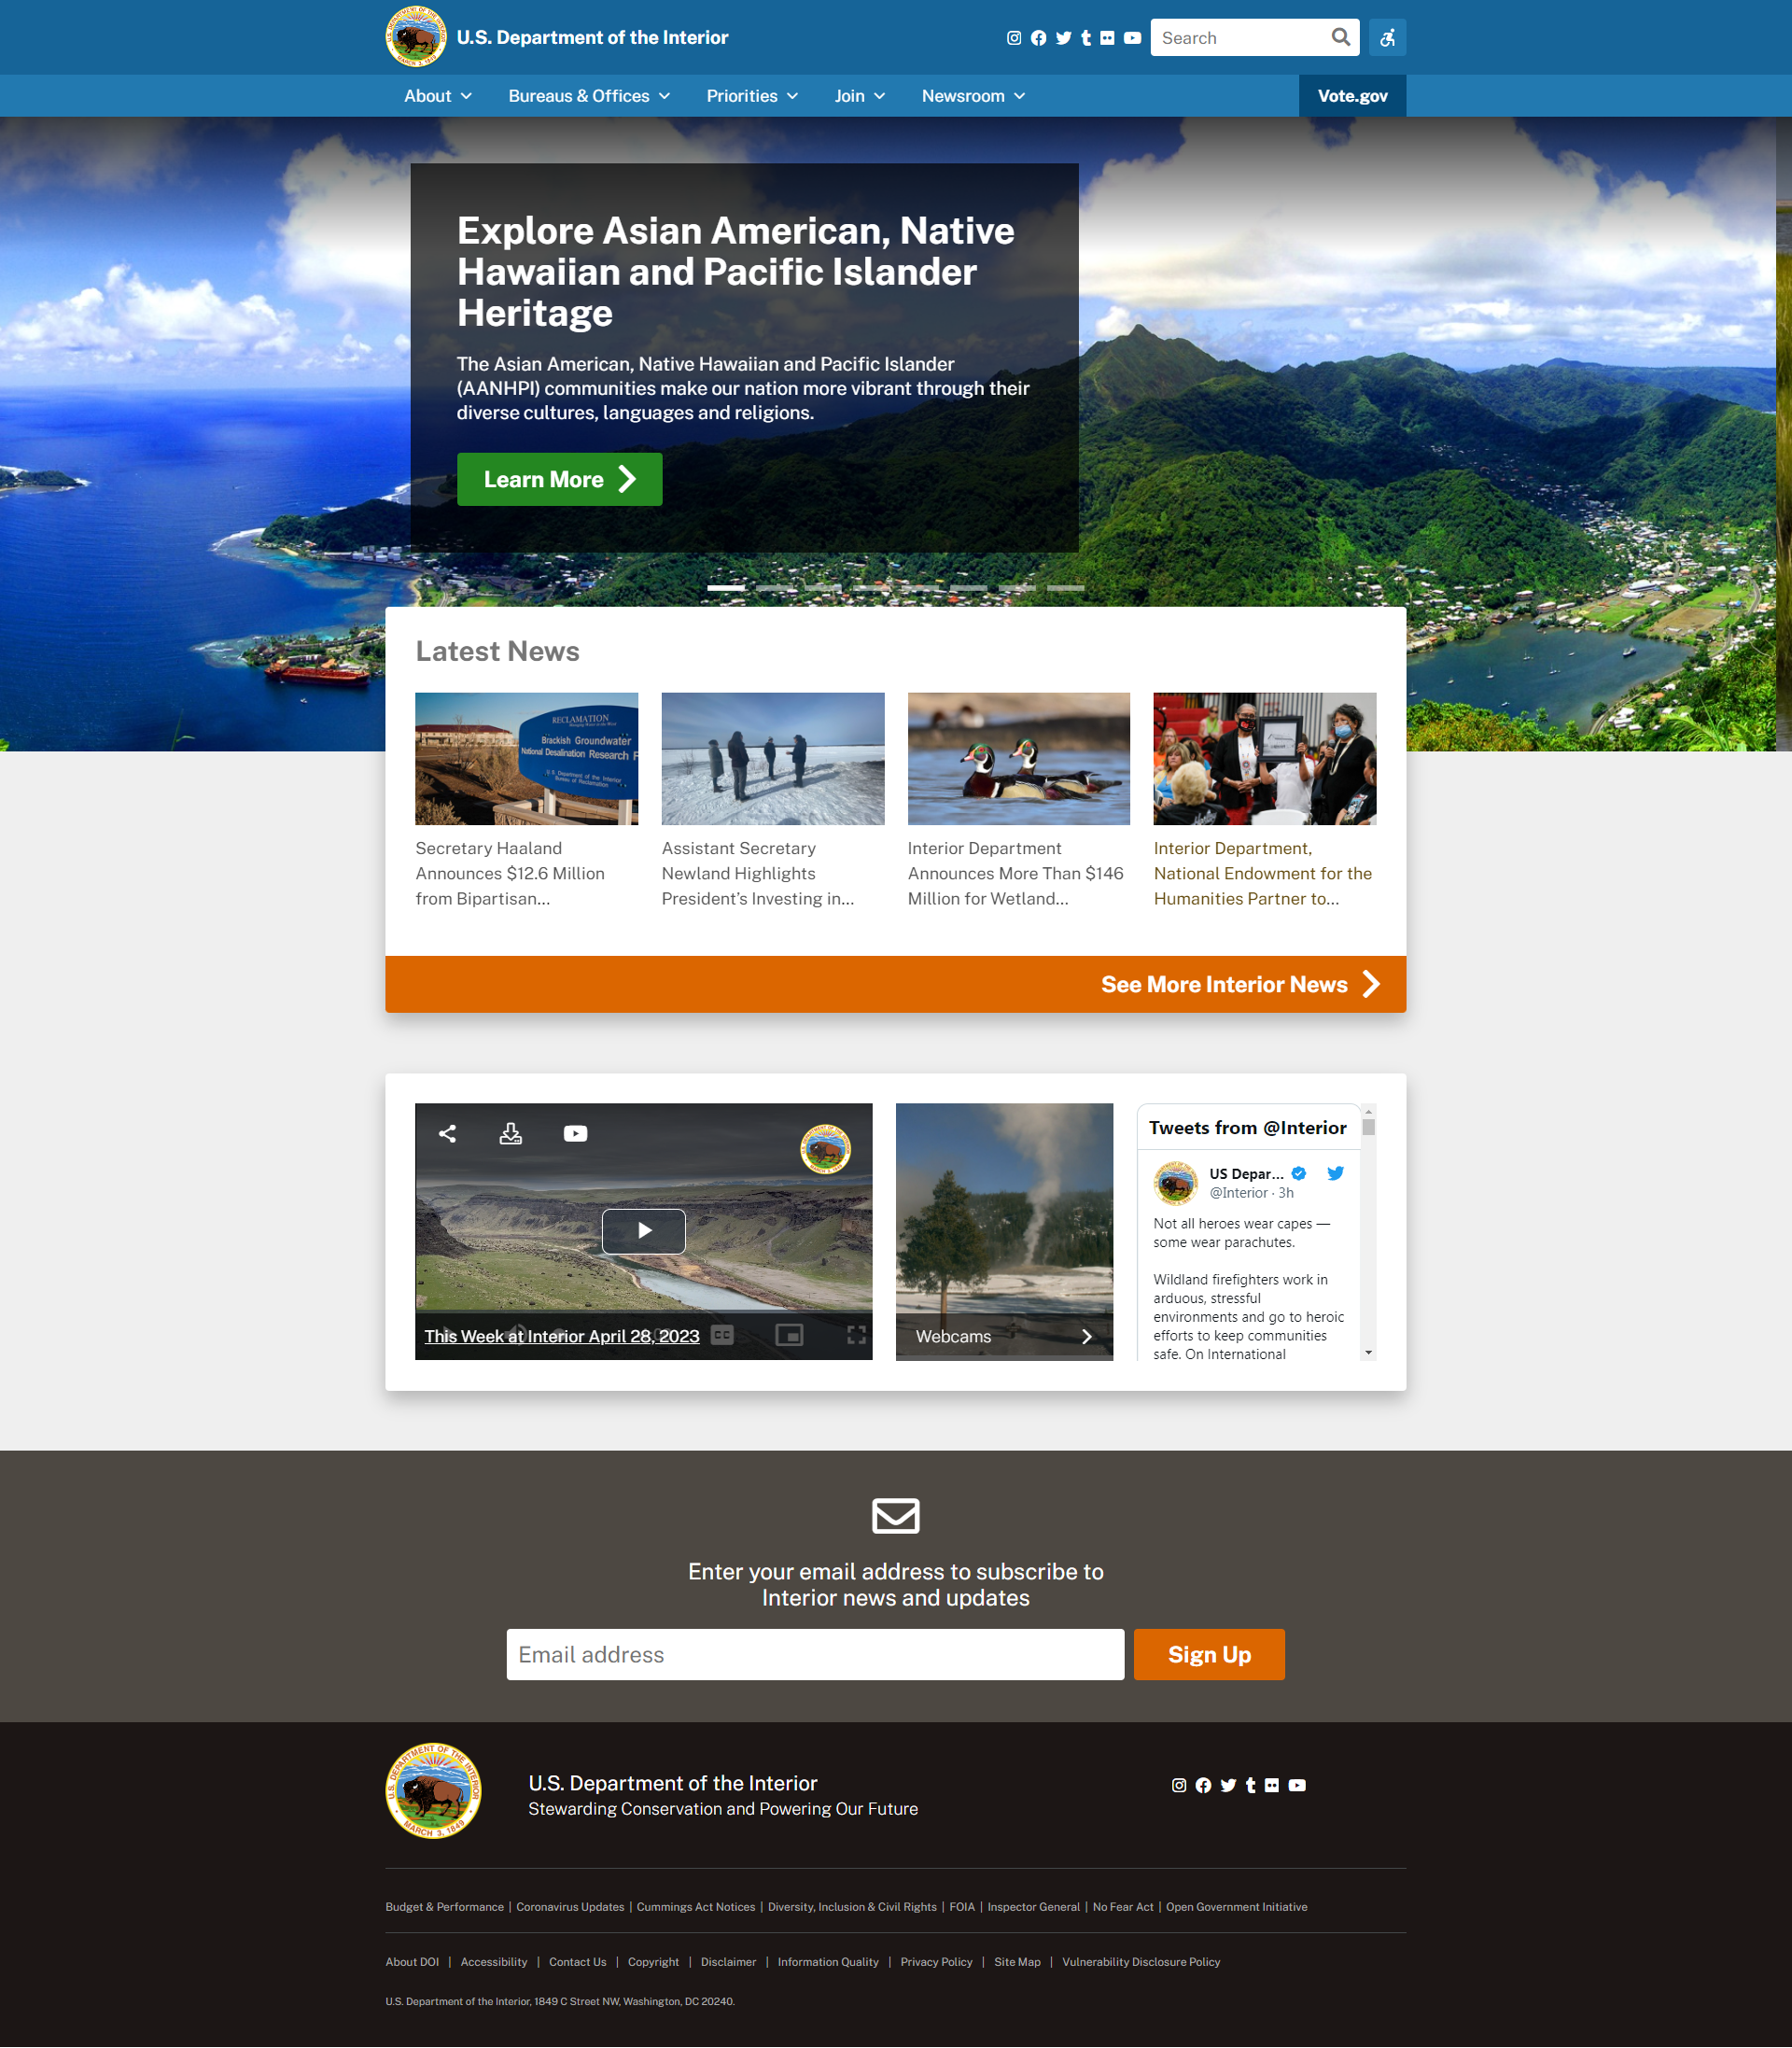 U.S. Department of the Interior
Search
About
Bureaus & Offices
Priorities
Join
Newsroom
Vote.gov
Explore Asian American, Native
Hawaiian and Pacific Islander
Heritage
The Asian American, Native Hawaiian and Pacific Islander
(AANHPI) communities make our nation more vibrant through their
diverse cultures, languages and religions.
Learn More
Latest News
RECLAMATION
Brackish Groundwater
National Desalination Research F
U.S. Department of the Interior
Bureau of Reclamation
Secretary Haaland
Announces $12.6 Million
from Bipartisan...
Assistant Secretary
Newland Highlights
President’s Investing in...
Interior Department
Announces More Than $146
Million for Wetland...
Interior Department,
National Endowment for the
Humanities Partner to...
See More Interior News
This Week at Interior April 28, 2023
CC
Webcams
Tweets from @Interior
US Depar...
@Interior · 3h
Not all heroes wear capes —
some wear parachutes.
Wildland firefighters work in
arduous, stressful
environments and go to heroic
efforts to keep communities
safe. On International
Enter your email address to subscribe to
Interior news and updates
Email address
Sign Up
U.S. DEPARTMENT OF THE INTERIOR
MARCH 3, 1849
U.S. Department of the Interior
Stewarding Conservation and Powering Our Future
Budget & Performance | Coronavirus Updates | Cummings Act Notices | Diversity, Inclusion & Civil Rights | FOIA | Inspector General | No Fear Act | Open Government Initiative
About DOI | Accessibility | Contact Us | Copyright | Disclaimer | Information Quality | Privacy Policy | Site Map | Vulnerability Disclosure Policy
U.S. Department of the Interior, 1849 C Street NW, Washington, DC 20240.